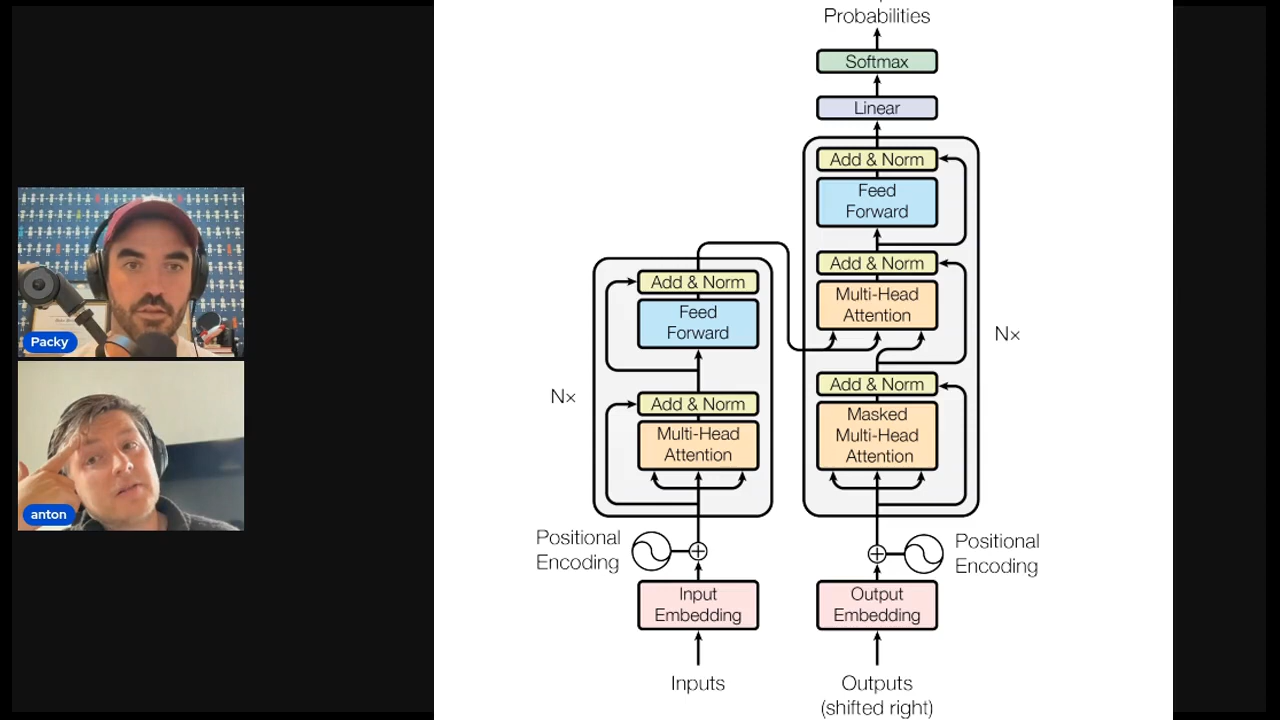 Probabilities
Softmax
Linear
Add & Norm
Feed
Forward
Add & Norm
Multi-Head
Attention
Nx
Add & Norm
Masked
Multi-Head
Attention
Add & Norm
Feed
Forward
Nx
Add & Norm
Multi-Head
Attention
Positional
Encoding
Positional
Encoding
Input
Embedding
Output
Embedding
Inputs
Outputs
(shifted right)
Packy
anton